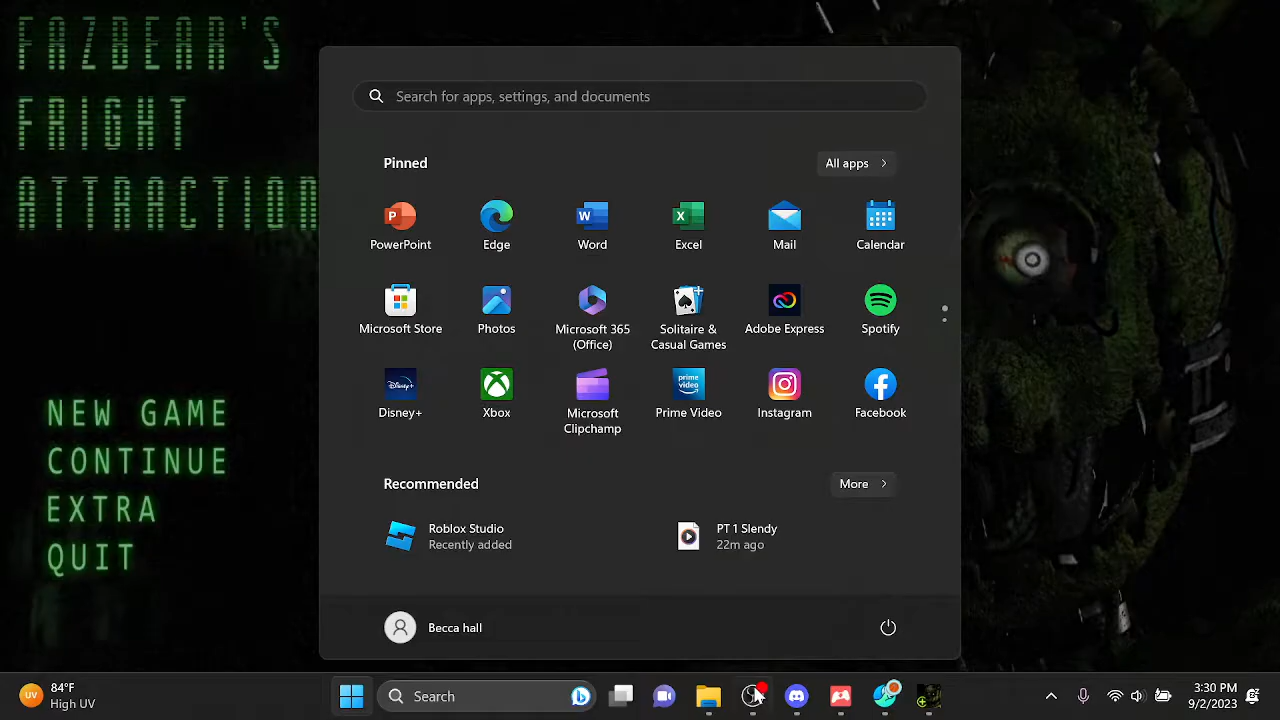 FAZBEAR'S
FRIGHT
ATTRACTION
NEW GAME
CONTINUE
EXTRA
QUIT
Search for apps, settings, and documents
Pinned
All apps
PowerPoint
Edge
Word
Excel
Mail
Calendar
Microsoft Store
Photos
Microsoft 365
(Office)
Solitaire &
Casual Games
Adobe Express
Spotify
Disney+
Xbox
Microsoft
Clipchamp
prime
video
Prime Video
Instagram
Facebook
Recommended
More
Roblox Studio
Recently added
PT 1 Slendy
22m ago
Becca hall
UV
84°F
High UV
Search
3:30 PM
9/2/2023